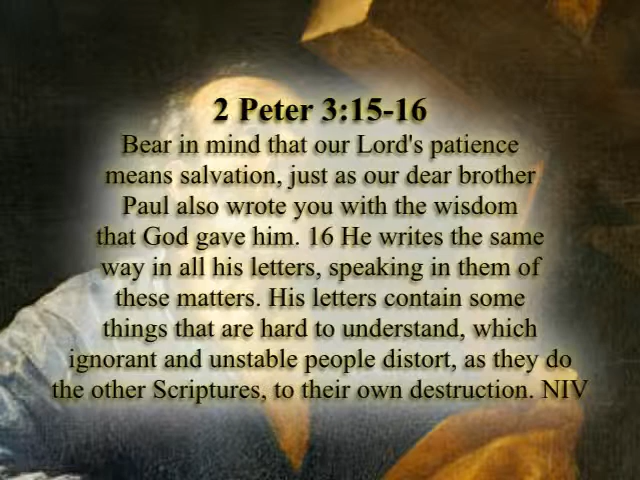 2 Peter 3:15-16
Bear in mind that our Lord's patience
means salvation, just as our dear brother
Paul also wrote you with the wisdom
that God gave him. 16 He writes the same
way in all his letters, speaking in them of
these matters. His letters contain some
things that are hard to understand, which
ignorant and unstable people distort, as they do
the other Scriptures, to their own destruction. NIV